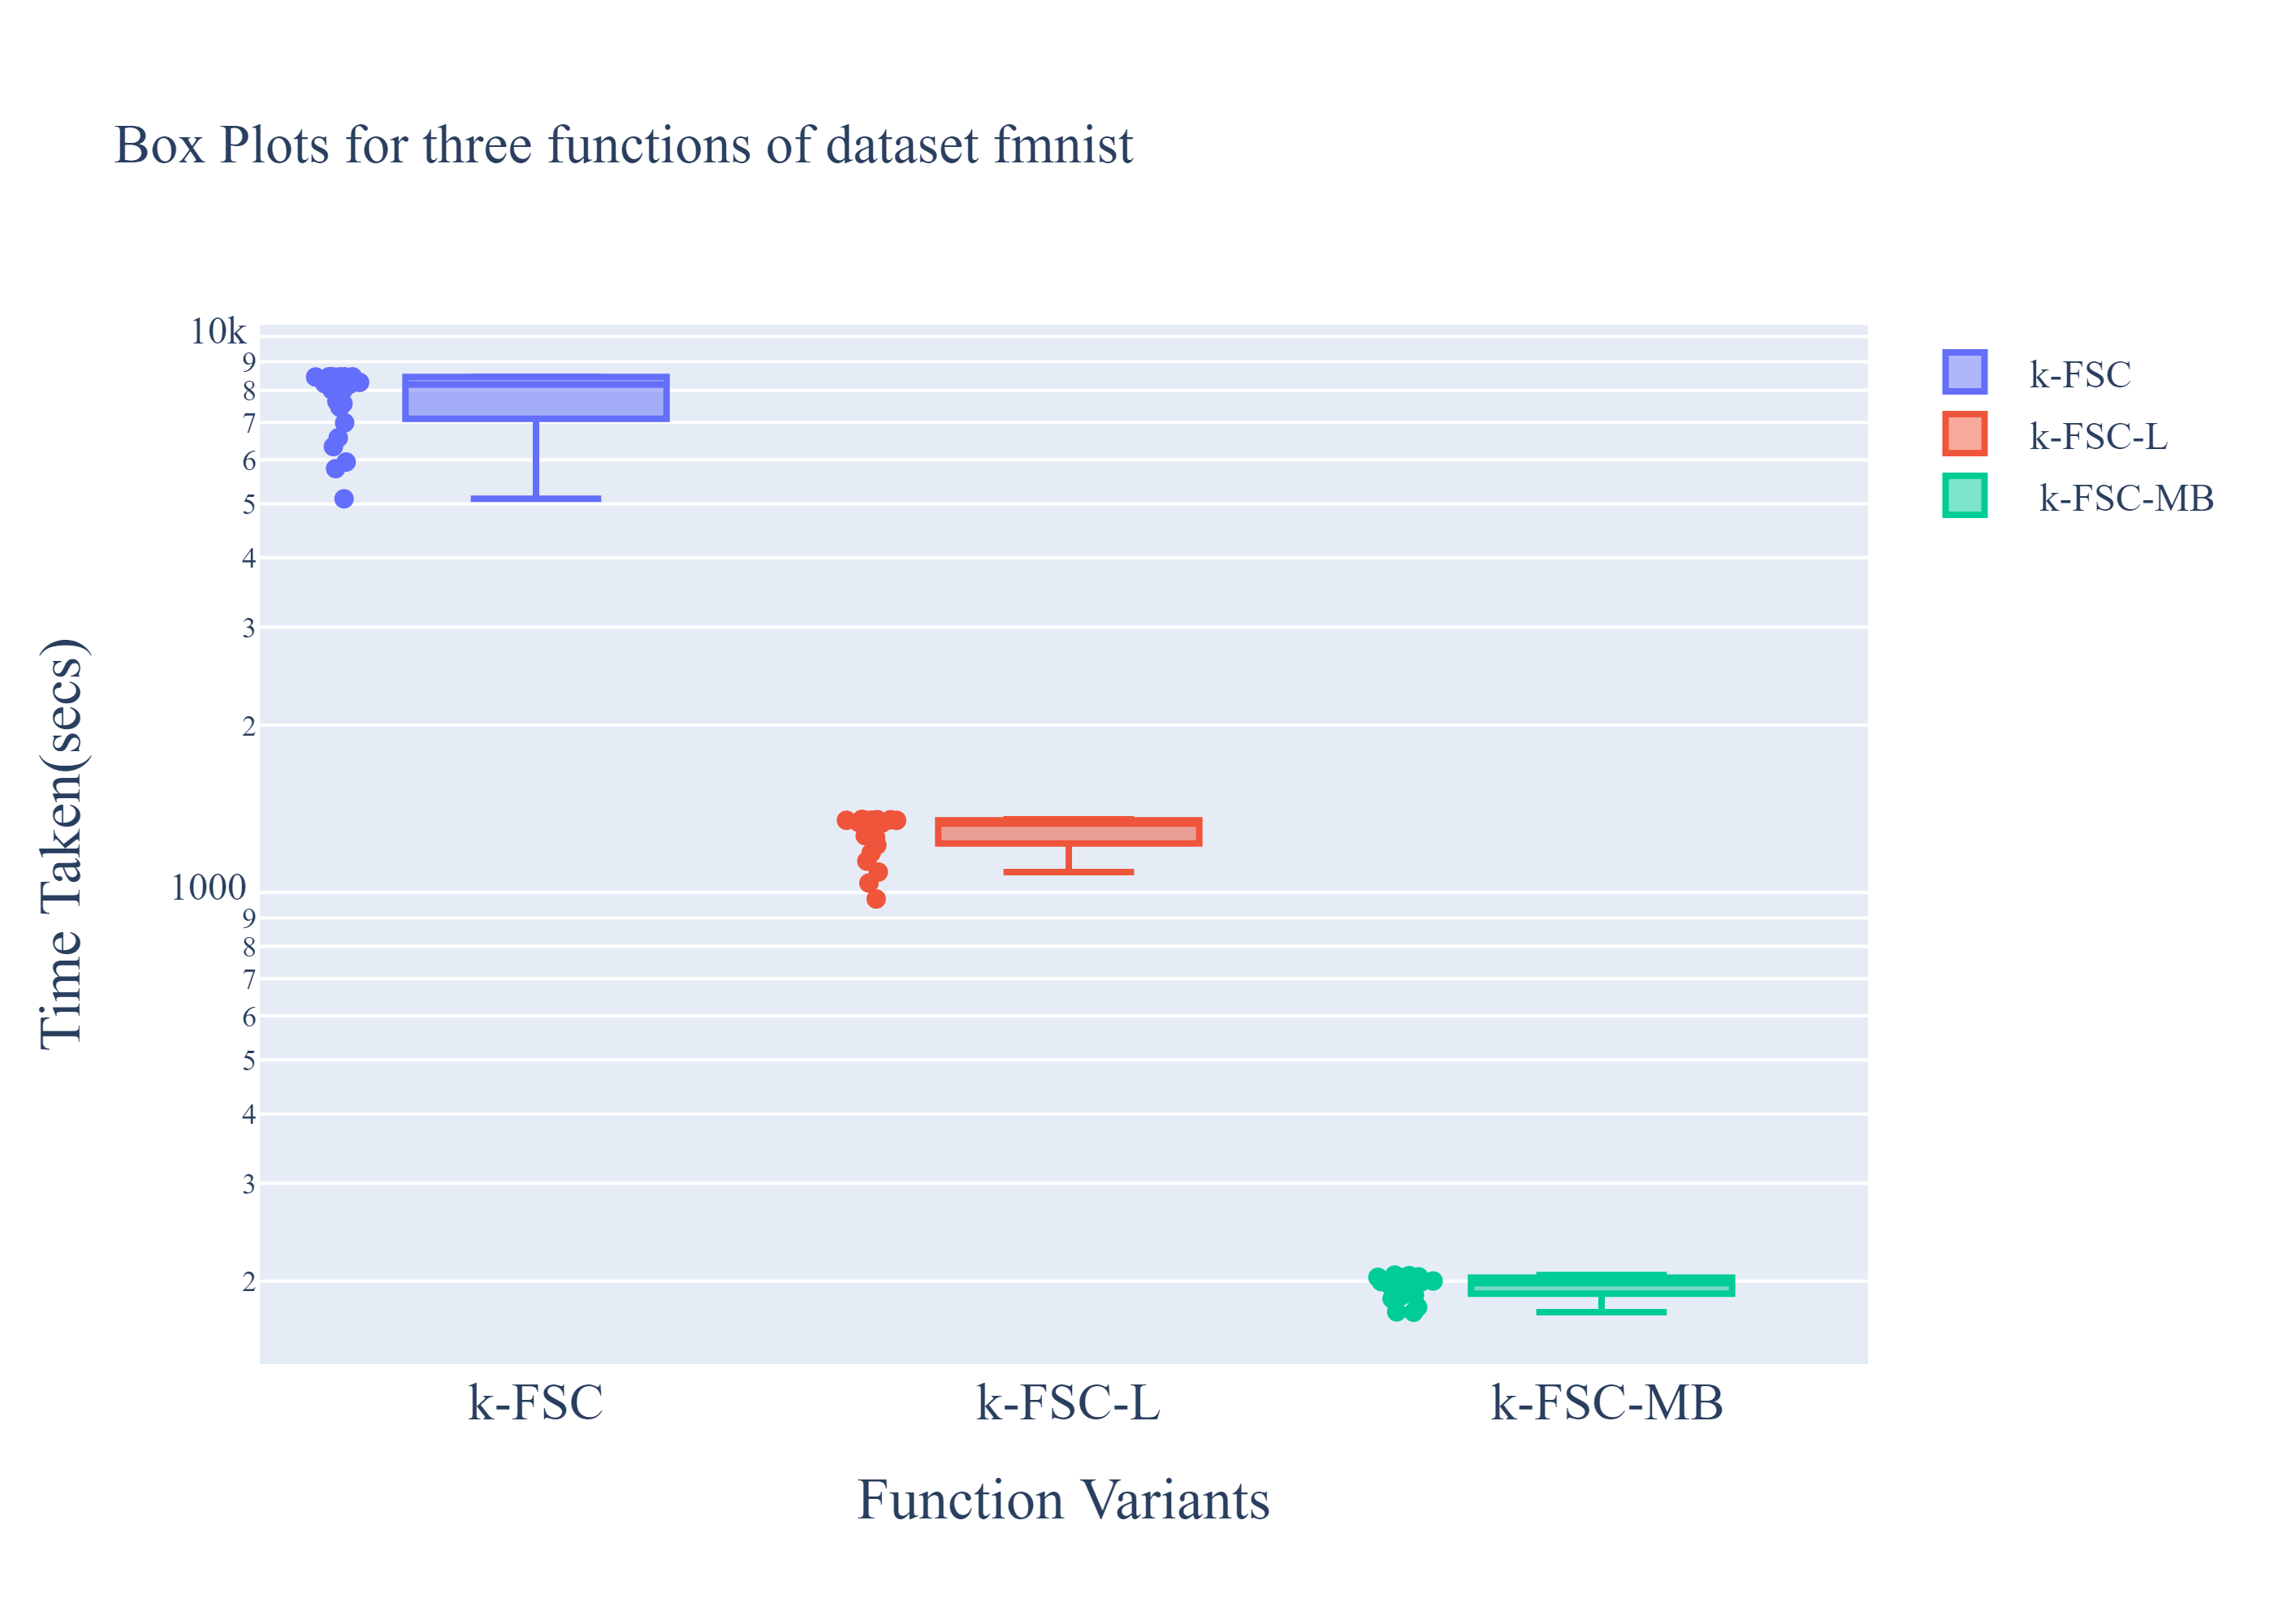 Box Plots for three functions of dataset fmnist
10k
9
8
7
6
5
4
3
2
1000
9
8
7
6
5
4
3
2
Time Taken(secs)
k-FSC
k-FSC-L
k-FSC-MB
k-FSC k-FSC-L k-FSC-MB
Function Variants